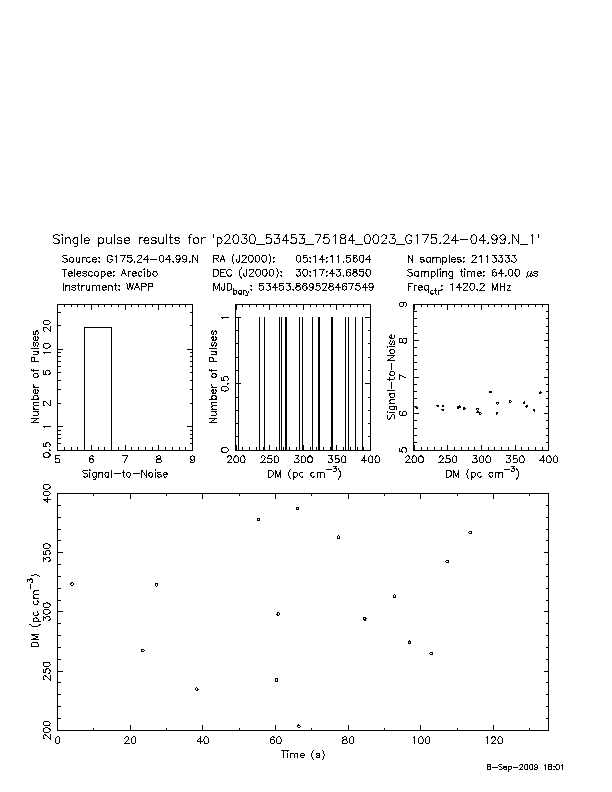 Single pulse results for 'p2030_53453_75184_0023_G175.24-04.99.N_1'
Source: G175.24-04.99.N RA (J2000): 05:14:11.5604 N samples: 2113333
Telescope: Arecibo DEC (J2000): 30:17:43.6850 Sampling time: 64.00 μs
Instrument: WAPP MJDbary: 53453.869528467549 Freqctr: 1420.2 MHz
Number of Pulses
0.5 1 2 5 10 20
5 6 7 8 9
Signal-to-Noise
Number of Pulses
0 0.5 1
200 250 300 350 400
DM (pc cm-3)
Signal-to-Noise
5 6 7 8 9
200 250 300 350 400
DM (pc cm-3)
DM (pc cm-3)
200 250 300 350 400
0 20 40 60 80 100 120
Time (s)
8-Sep-2009 18:01